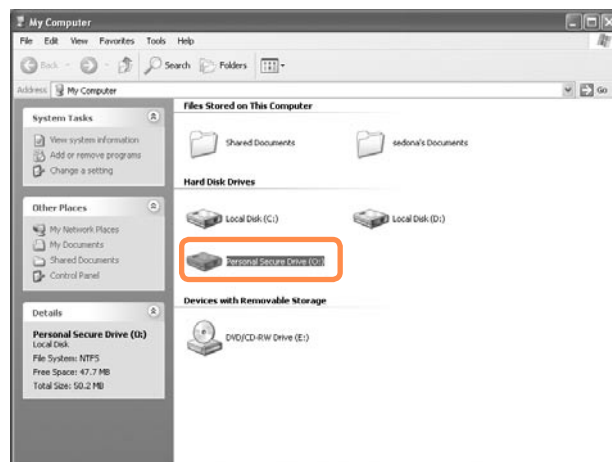 My Computer
File Edit View Favorites Tools Help
Back Search Folders
Address My Computer Go
System Tasks
View system information
Add or remove programs
Change a setting
Other Places
My Network Places
My Documents
Shared Documents
Control Panel
Details
Personal Secure Drive (O:)
Local Disk
File System: NTFS
Free Space: 47.7 MB
Total Size: 50.2 MB
Files Stored on This Computer
Shared Documents sedona's Documents
Hard Disk Drives
Local Disk (C:) Local Disk (D:)
Personal Secure Drive (O:)
Devices with Removable Storage
DVD/CD-RW Drive (E:)